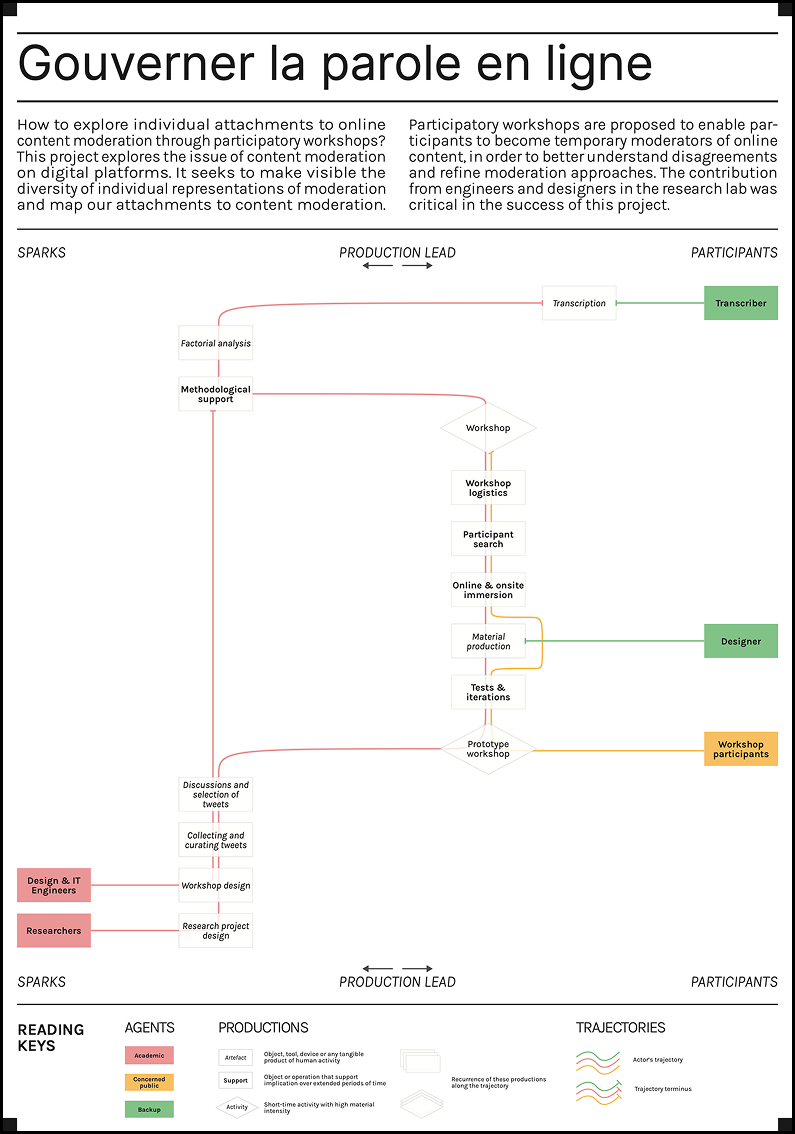 Gouverner la parole en ligne
How to explore individual attachments to online
content moderation through participatory workshops?
This project explores the issue of content moderation
on digital platforms. It seeks to make visible the
diversity of individual representations of moderation
and map our attachments to content moderation.
Participatory workshops are proposed to enable par-
ticipants to become temporary moderators of online
content, in order to better understand disagreements
and refine moderation approaches. The contribution
from engineers and designers in the research lab was
critical in the success of this project.
SPARKS
PRODUCTION LEAD
PARTICIPANTS
Transcription
Transcriber
Factorial analysis
Methodological
support
Workshop
Workshop
logistics
Participant
search
Online & onsite
immersion
Material
production
Designer
Tests &
iterations
Prototype
workshop
Workshop
participants
Discussions and
selection of
tweets
Collecting and
curating tweets
Design & IT
Engineers
Workshop design
Researchers
Research project
design
SPARKS
PRODUCTION LEAD
PARTICIPANTS
READING
KEYS
AGENTS
Academic
Concerned
public
Backup
PRODUCTIONS
Artefact
Object, tool, device or any tangible
product of human activity
Support
Object or operation that support
implication over extended periods of time
Activity
Short-time activity with high material
intensity
Recurrence of these productions
along the trajectory
TRAJECTORIES
Actor's trajectory
Trajectory terminus